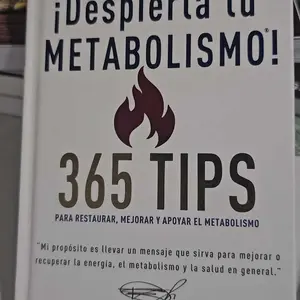 ¡Despierta tu
METABOLISMO®!
365 TIPS
PARA RESTAURAR, MEJORAR Y APOYAR EL METABOLISMO
"Mi propósito es llevar un mensaje que sirva para mejorar o
recuperar la energía, el metabolismo y la salud en general."